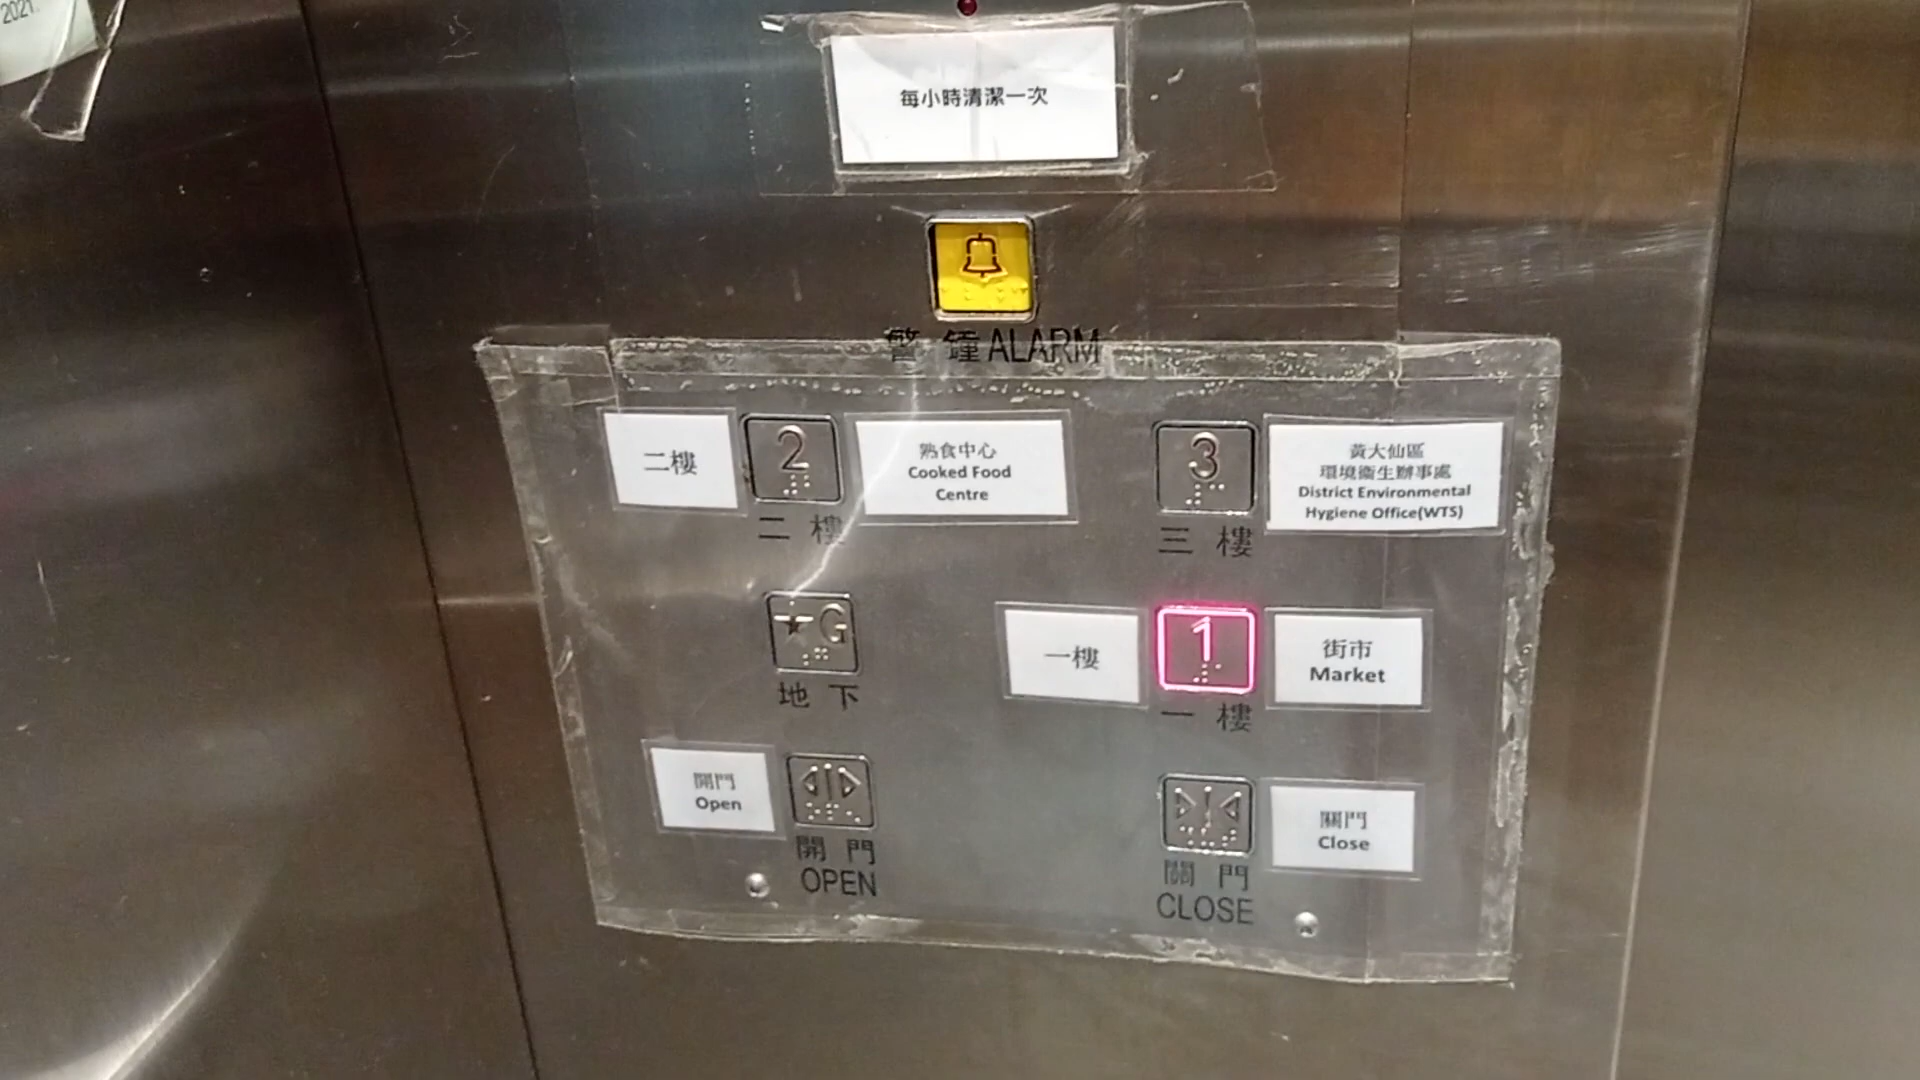 2021.
每小時清潔一次
警鐘 ALARM
二樓
2
二樓
熟食中心
Cooked Food
Centre
3
三樓
黃大仙區
環境衞生辦事處
District Environmental
Hygiene Office(WTS)
★G
地下
一樓
1
一樓
街市
Market
開門
Open
開門
OPEN
關門
CLOSE
關門
Close